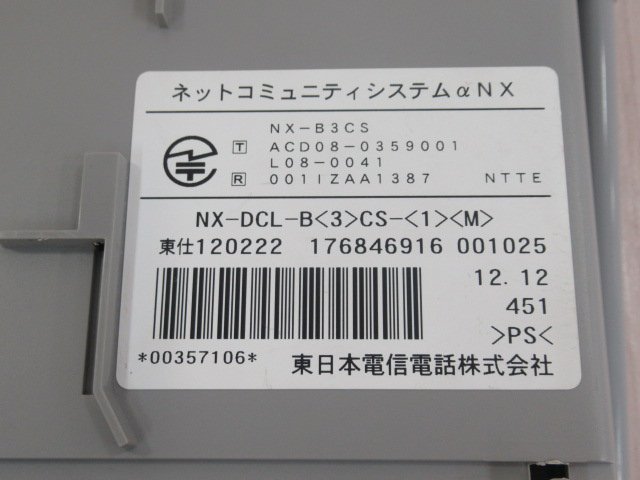 ネットコミュニティシステムαNX
NX-B3CS
T ACD08-0359001
L08-0041
R 001IZAA1387 NTTE
NX-DCL-B<3>CS-<1><M>
東仕120222 176846916 001025
12.12
451
>PS<
*00357106* 東日本電信電話株式会社